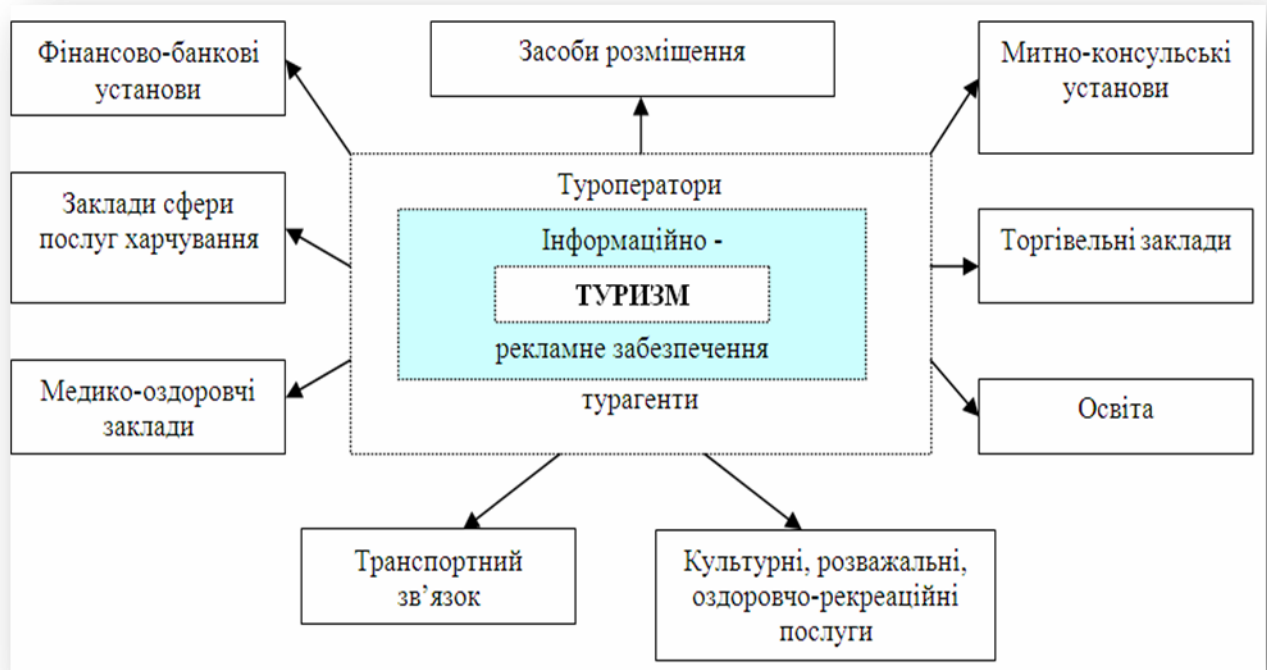 Фінансово-банкові
установи
Засоби розміщення
Митно-консульські
установи
Туроператори
Заклади сфери
послуг харчування
Інформаційно -
ТУРИЗМ
рекламне забезпечення
турагенти
Торгівельні заклади
Медико-оздоровчі
заклади
Освіта
Транспортний
зв’язок
Культурні, розважальні,
оздоровчо-рекреаційні
послуги